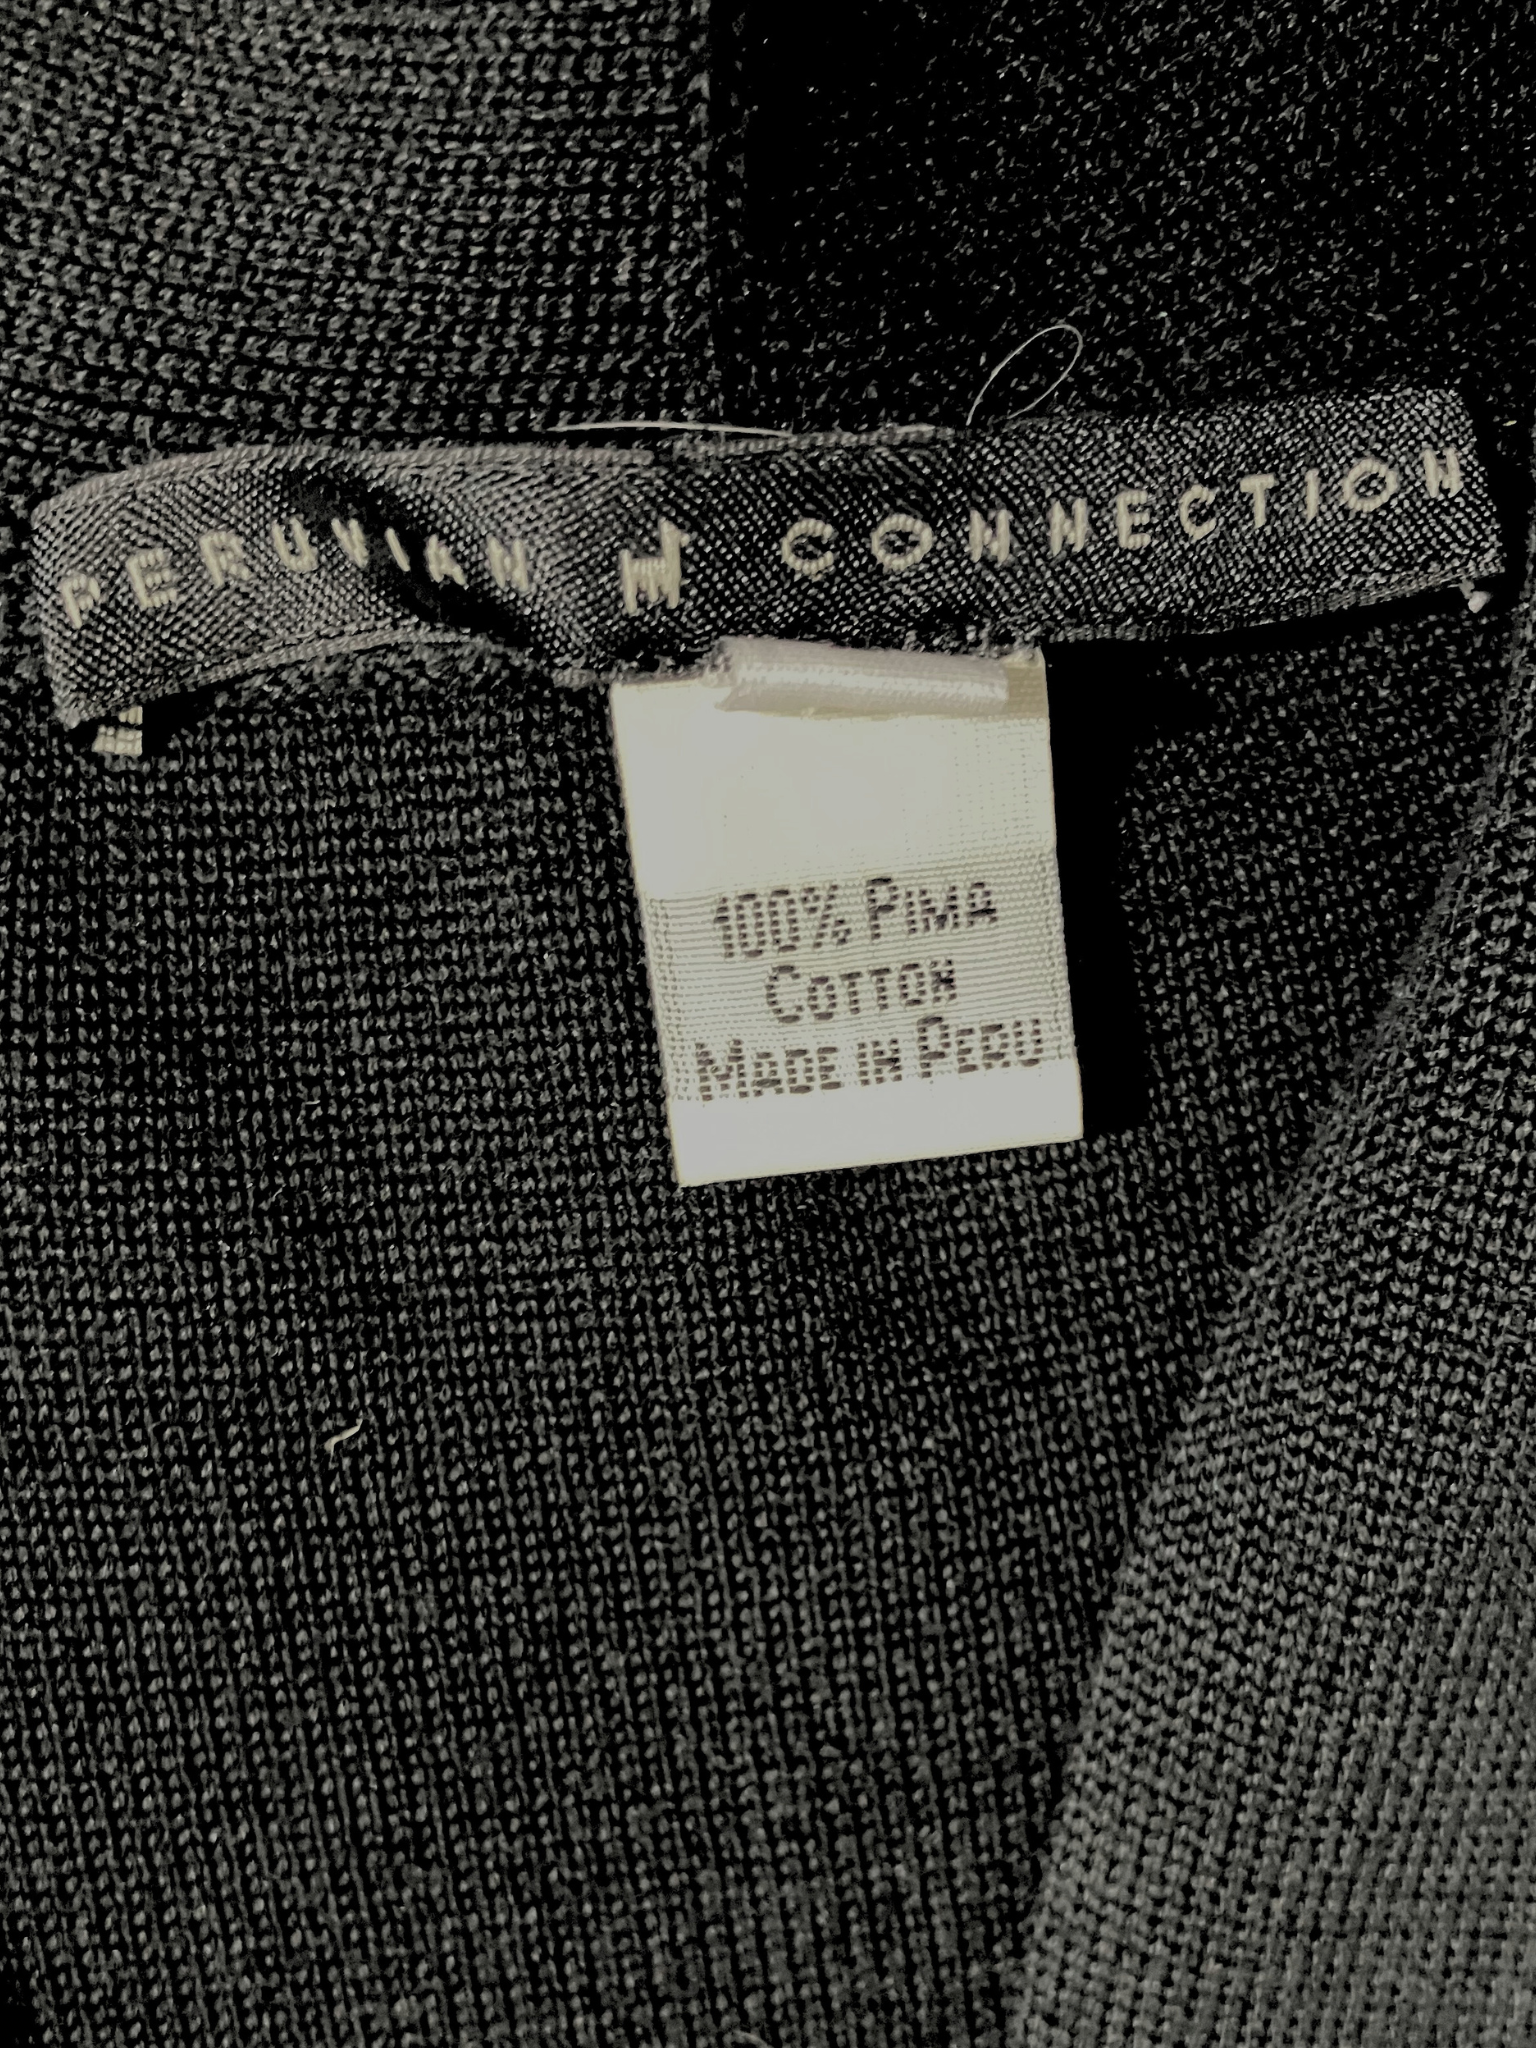 PERUVIAN CONNECTION
100% PIMA
COTTON
MADE IN PERU